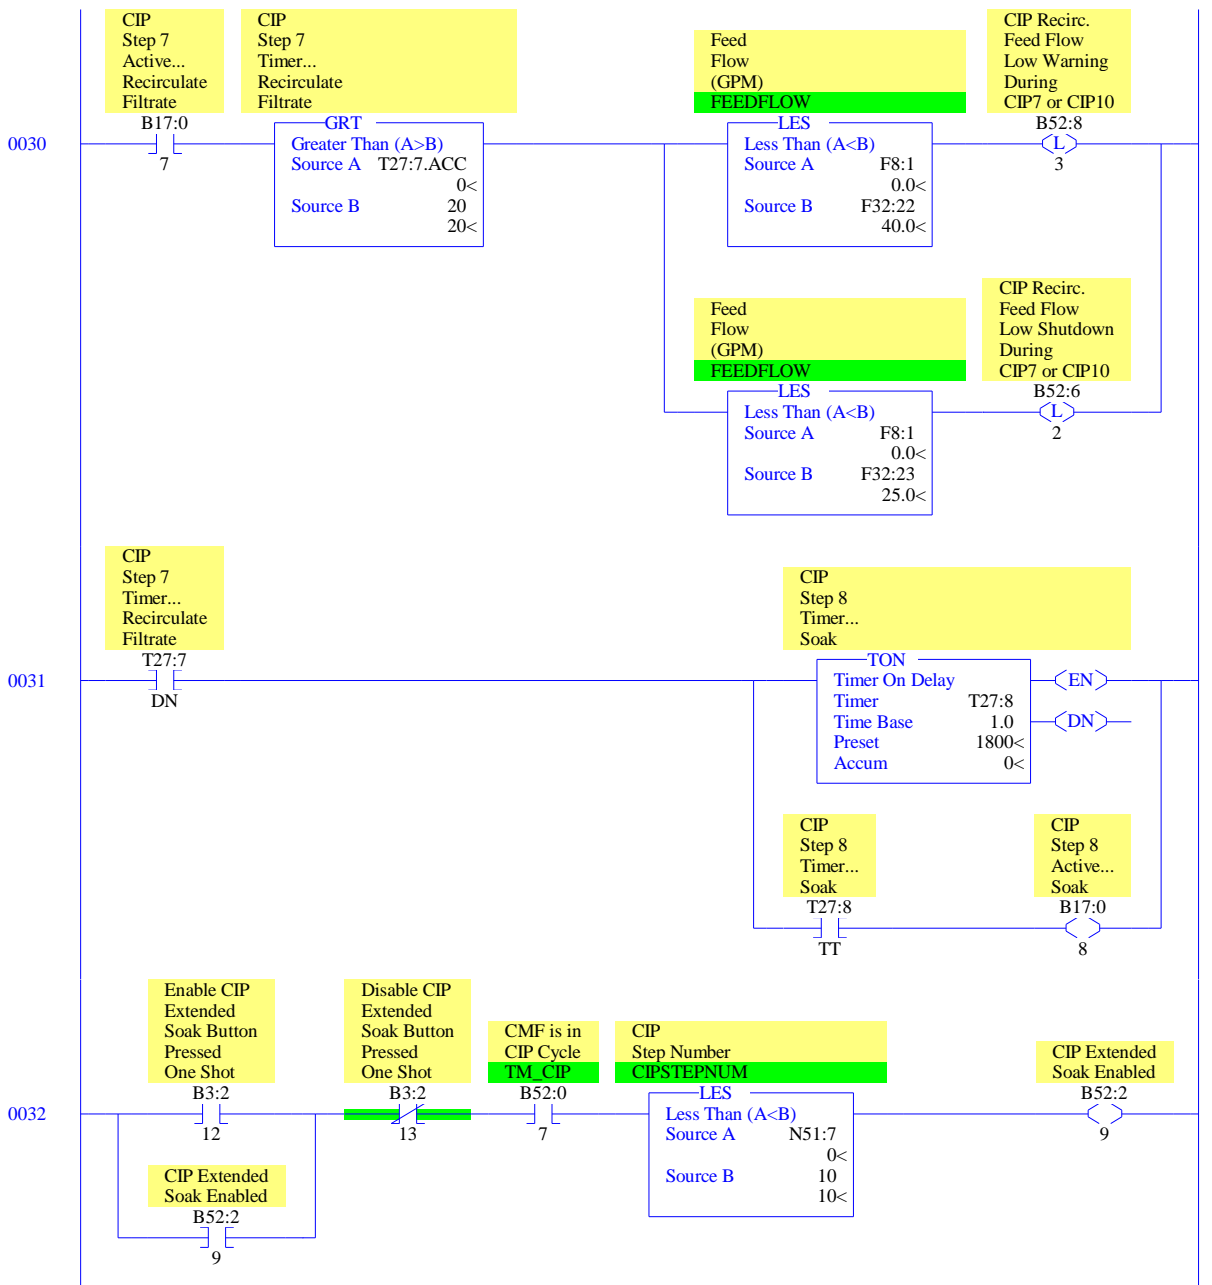 CIP
Step 7
Active...
Recirculate
Filtrate
B17:0
7
CIP
Step 7
Timer...
Recirculate
Filtrate
GRT
Greater Than (A>B)
Source A T27:7.ACC
0<
Source B 20
20<
Feed
Flow
(GPM)
FEEDFLOW
LES
Less Than (A<B)
Source A F8:1
0.0<
Source B F32:22
40.0<
CIP Recirc.
Feed Flow
Low Warning
During
CIP7 or CIP10
B52:8
L
3
0030
Feed
Flow
(GPM)
FEEDFLOW
LES
Less Than (A<B)
Source A F8:1
0.0<
Source B F32:23
25.0<
CIP Recirc.
Feed Flow
Low Shutdown
During
CIP7 or CIP10
B52:6
L
2
CIP
Step 7
Timer...
Recirculate
Filtrate
T27:7
DN
0031
CIP
Step 8
Timer...
Soak
TON
Timer On Delay
Timer T27:8
Time Base 1.0
Preset 1800<
Accum 0<
EN
DN
CIP
Step 8
Timer...
Soak
T27:8
TT
CIP
Step 8
Active...
Soak
B17:0
8
Enable CIP
Extended
Soak Button
Pressed
One Shot
B3:2
12
Disable CIP
Extended
Soak Button
Pressed
One Shot
B3:2
13
CMF is in
CIP Cycle
TM_CIP
B52:0
7
CIP
Step Number
CIPSTEPNUM
LES
Less Than (A<B)
Source A N51:7
0<
Source B 10
10<
CIP Extended
Soak Enabled
B52:2
9
0032
CIP Extended
Soak Enabled
B52:2
9